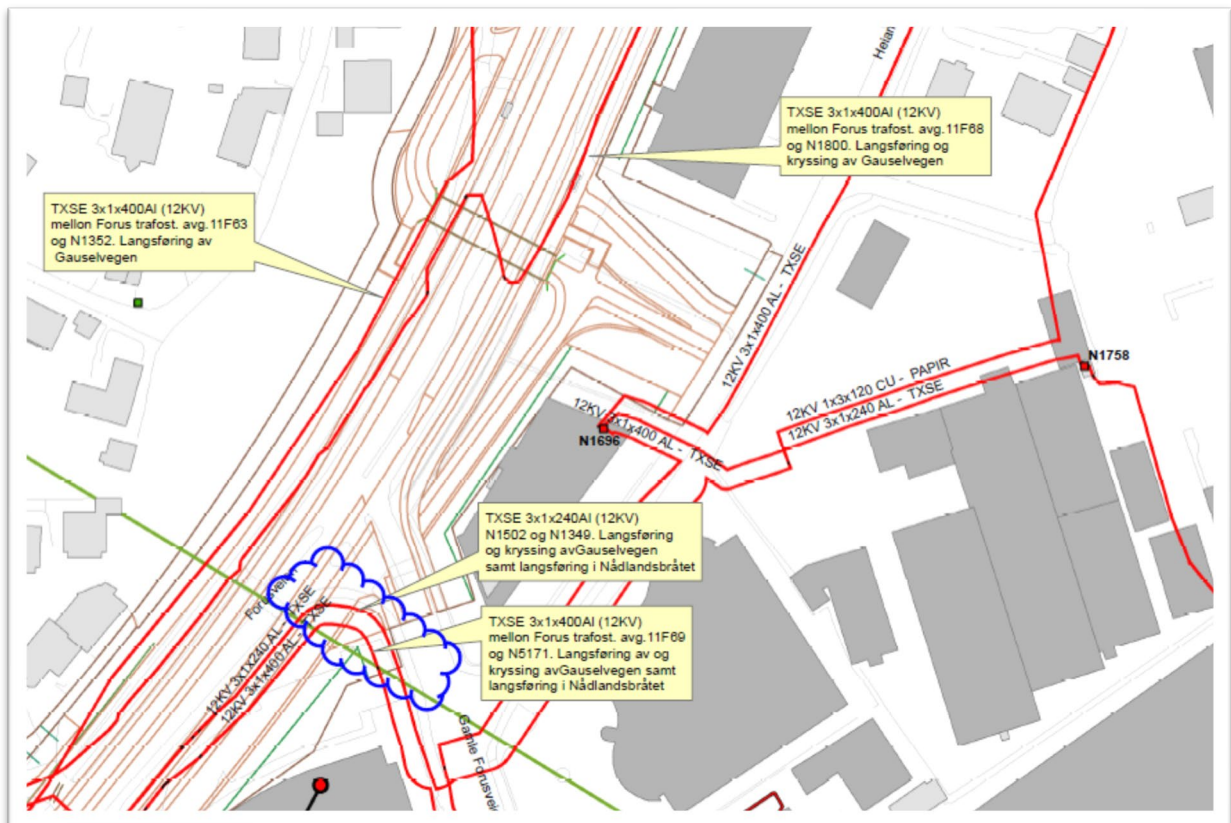 Heian
TXSE 3x1x400Al (12KV)
mellon Forus trafost. avg.11F68
og N1800. Langsføring og
kryssing av Gauselvegen
TXSE 3x1x400Al (12KV)
mellon Forus trafost. avg.11F63
og N1352. Langsføring av
Gauselvegen
12KV 3x1x400 AL - TXSE
N1758
12KV 1x3x120 CU - PAPIR
12KV 3x1x240 AL - TXSE
12KV 3x1x400 AL - TXSE
N1696
TXSE 3x1x240Al (12KV)
N1502 og N1349. Langsføring
og kryssing avGauselvegen
samt langsføring i Nådlandsbråtet
Forusvei
12KV 3x1x240 AL - TXSE
12KV 3x1x400 AL - TXSE
TXSE 3x1x400Al (12KV)
mellon Forus trafost. avg.11F69
og N5171. Langsføring av og
kryssing avGauselvegen samt
langsføring i Nådlandsbråtet
Gamle Forusveie